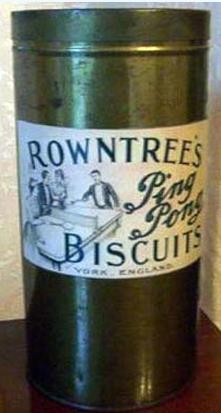 ROWNTREE'S
Ping
Pong
BISCUITS
YORK, ENGLAND.